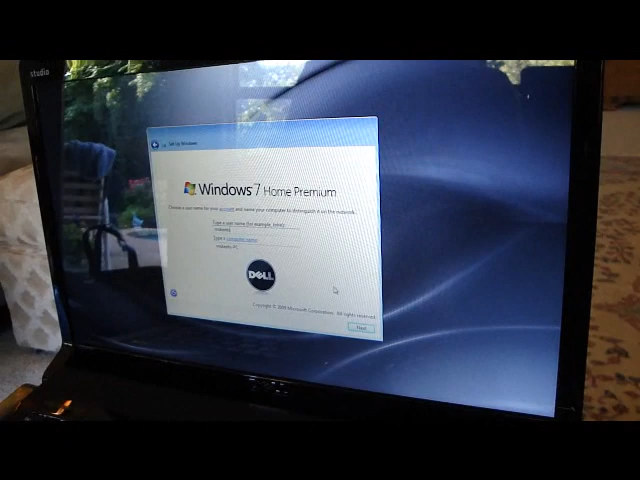 studio
Set Up Windows
Windows 7 Home Premium
Choose a user name for your account and name your computer to distinguish it on the network.
Type a user name (for example, John):
Type a computer name:
DELL
Copyright © 2009 Microsoft Corporation. All rights reserved.
Next